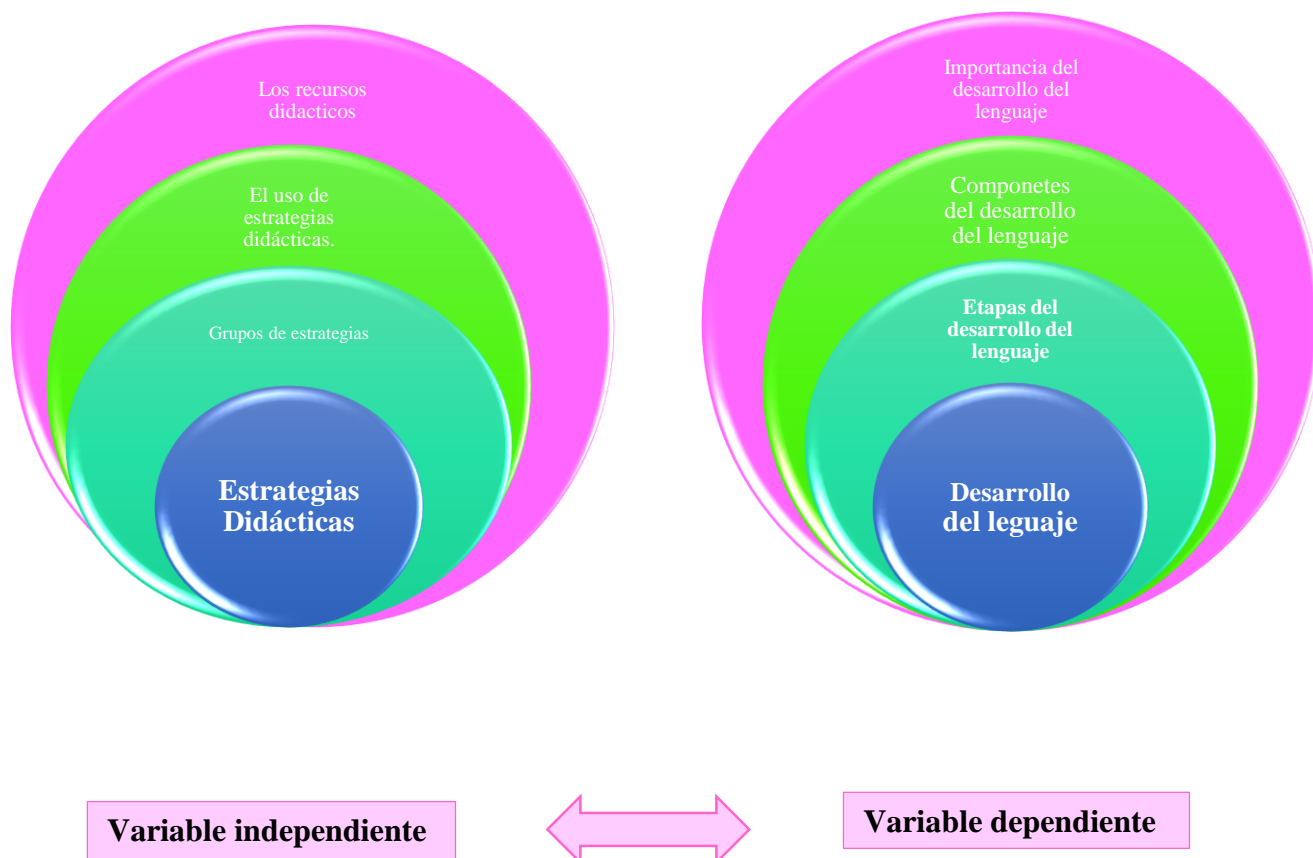 Los recursos
didacticos
El uso de
estrategias
didácticas.
Grupos de estrategias
Estrategias
Didácticas
Importancia del
desarrollo del
lenguaje
Componetes
del desarrollo
del lenguaje
Etapas del
desarrollo del
lenguaje
Desarrollo
del leguaje
Variable independiente
Variable dependiente